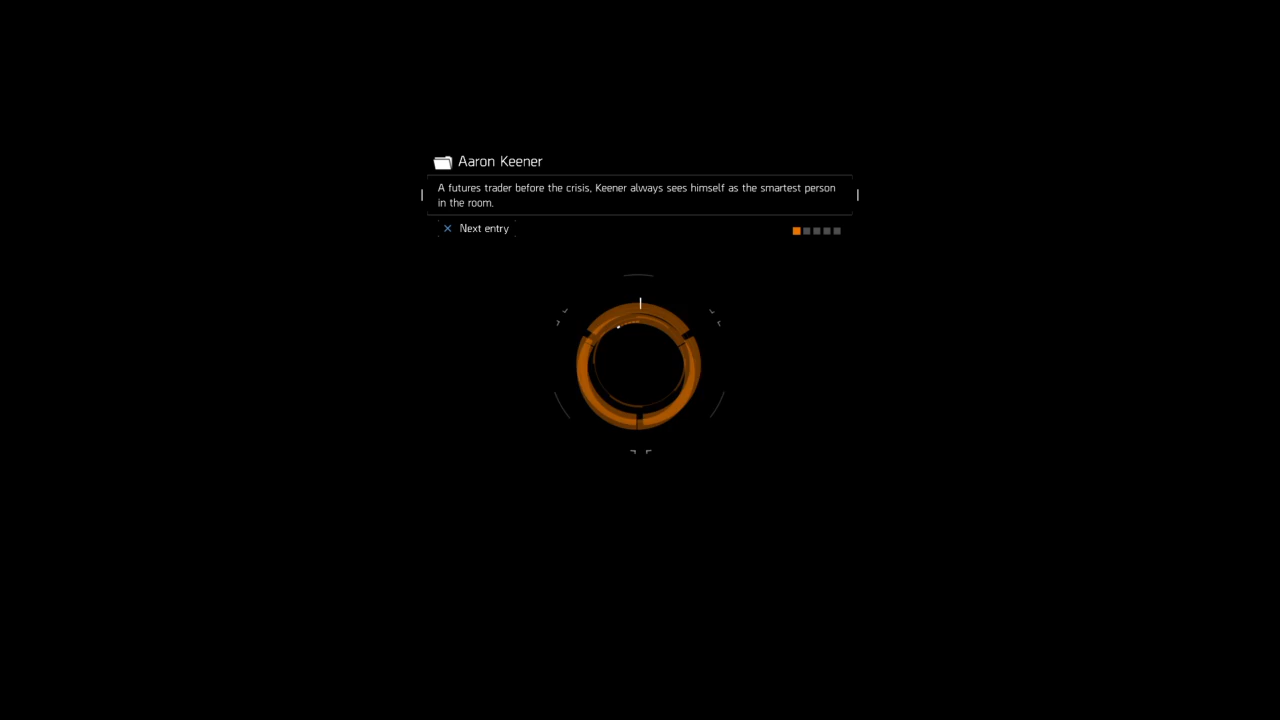 Aaron Keener
A futures trader before the crisis, Keener always sees himself as the smartest person
in the room.
Next entry